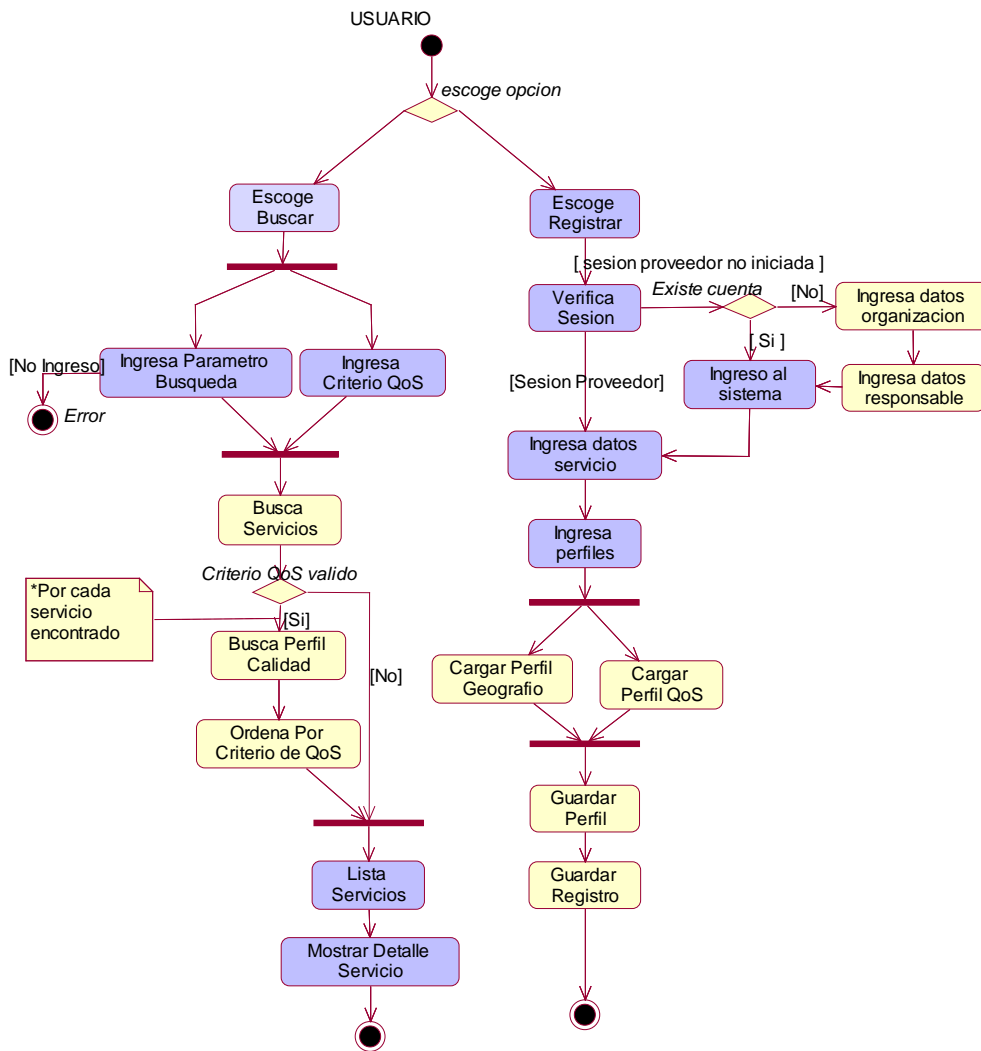 USUARIO
escoge opcion
Escoge
Buscar
Escoge
Registrar
[ sesion proveedor no iniciada ]
Existe cuenta
[No]
Verifica
Sesion
Ingresa datos
organizacion
[ Si ]
[No Ingreso]
Ingresa Parametro
Busqueda
Ingresa
Criterio QoS
[Sesion Proveedor]
Ingreso al
sistema
Ingresa datos
responsable
Error
Ingresa datos
servicio
Busca
Servicios
Ingresa
perfiles
Criterio QoS valido
*Por cada
servicio
encontrado
[Si]
Busca Perfil
Calidad
[No]
Cargar Perfil
Geografio
Cargar
Perfil QoS
Ordena Por
Criterio de QoS
Guardar
Perfil
Lista
Servicios
Guardar
Registro
Mostrar Detalle
Servicio